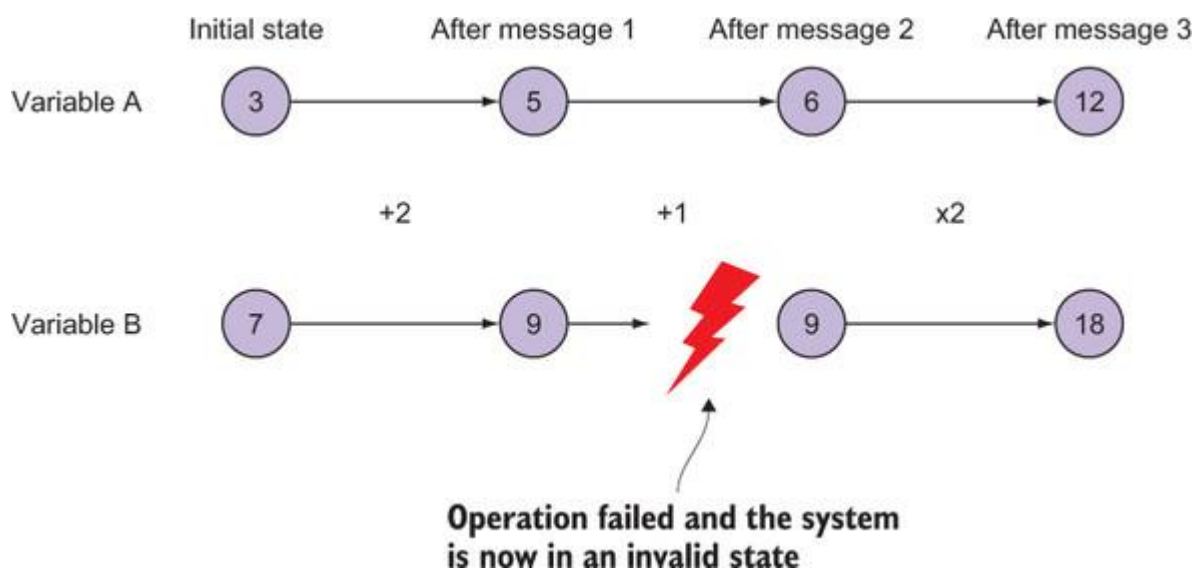 Initial state After message 1 After message 2 After message 3
Variable A 3 5 6 12
+2 +1 x2
Variable B 7 9 9 18
Operation failed and the system
is now in an invalid state